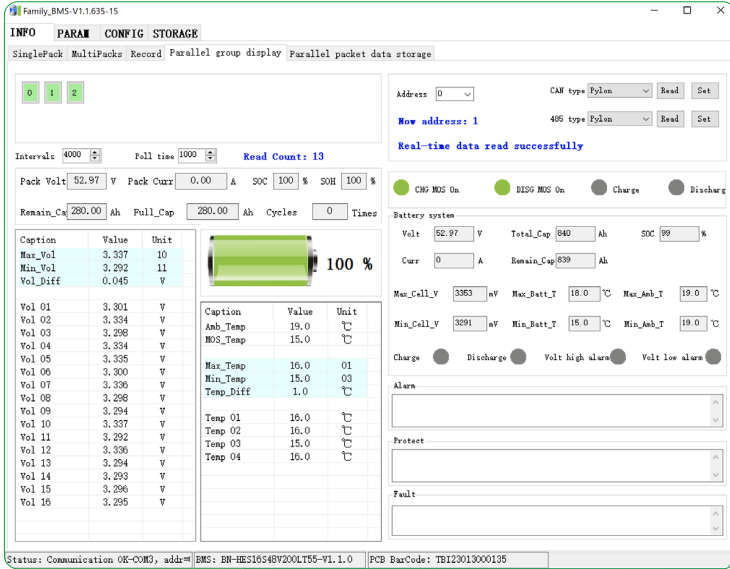 Family_BMS-V1.1.635-15
INFO PARAM CONFIG STORAGE
SinglePack MultiPacks Record Parallel group display Parallel packet data storage
0 1 2
Intervals 4000 Poll time 1000 Read Count: 13
Pack Volt 52.97 V Pack Curr 0.00 A SOC 100 % SOH 100 %
Remain_Ca 280.00 Ah Full_Cap 280.00 Ah Cycles 0 Times
Caption Value Unit
Max_Vol 3.337 10
Min_Vol 3.292 11
Vol_Diff 0.045 V
Vol 01 3.301 V
Vol 02 3.334 V
Vol 03 3.298 V
Vol 04 3.334 V
Vol 05 3.335 V
Vol 06 3.300 V
Vol 07 3.336 V
Vol 08 3.298 V
Vol 09 3.294 V
Vol 10 3.337 V
Vol 11 3.292 V
Vol 12 3.336 V
Vol 13 3.294 V
Vol 14 3.293 V
Vol 15 3.296 V
Vol 16 3.295 V
100 %
Caption Value Unit
Amb_Temp 19.0 ℃
MOS_Temp 15.0 ℃
Max_Temp 16.0 01
Min_Temp 15.0 03
Temp_Diff 1.0 ℃
Temp 01 16.0 ℃
Temp 02 16.0 ℃
Temp 03 15.0 ℃
Temp 04 16.0 ℃
Address 0 CAN type Pylon Read Set
Now address: 1 485 type Pylon Read Set
Real-time data read successfully
CHG MOS On DISG MOS On Charge Discharg
Battery system
Volt 52.97 V Total_Cap 840 Ah SOC 99 %
Curr 0 A Remain_Cap 839 Ah
Max_Cell_V 3353 mV Max_Batt_T 18.0 ℃ Max_Amb_T 19.0 ℃
Min_Cell_V 3291 mV Min_Batt_T 15.0 ℃ Min_Amb_T 19.0 ℃
Charge Discharge Volt high alarm Volt low alarm
Alarm
Protect
Fault
Status: Communication OK-COM3, addr= BMS: BN-HES16S48V200LT55-V1.1.0 PCB BarCode: TBI23013000135